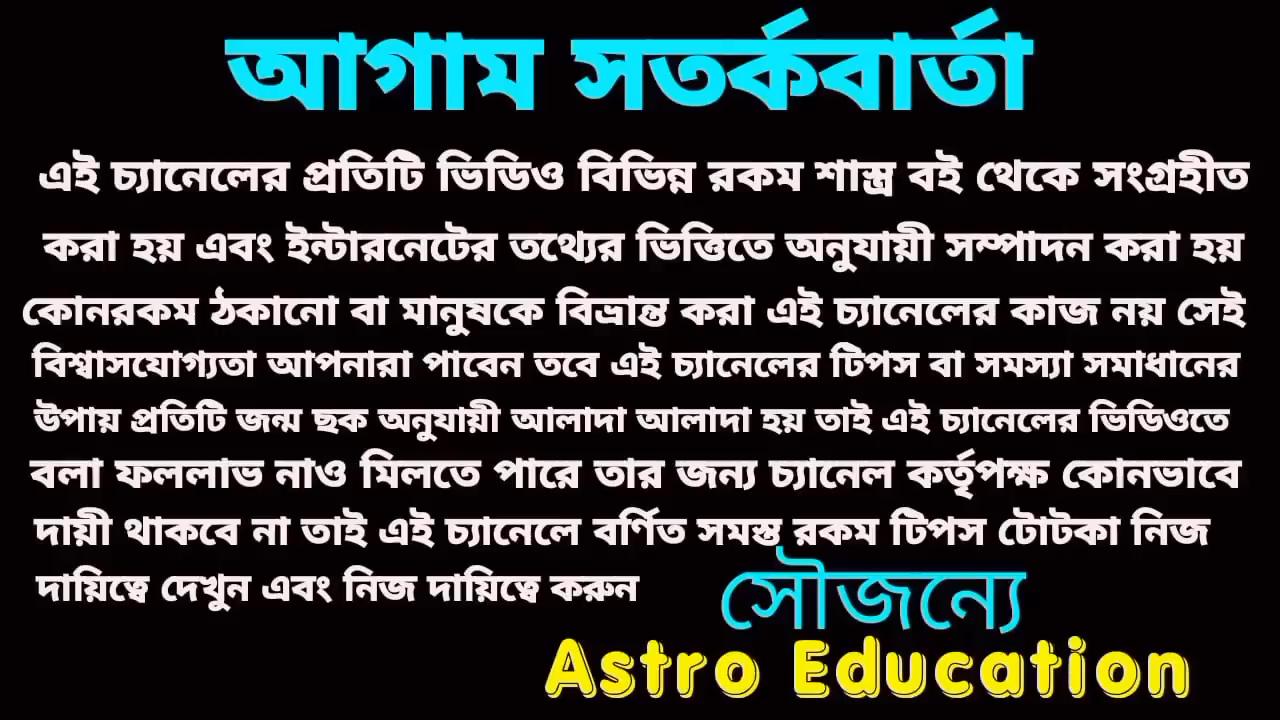 আগাম সতর্কবার্তা
এই চ্যানেলের প্রতিটি ভিডিও বিভিন্ন রকম শাস্ত্র বই থেকে সংগ্রহীত
করা হয় এবং ইন্টারনেটের তথ্যের ভিত্তিতে অনুযায়ী সম্পাদন করা হয়
কোনরকম ঠকানো বা মানুষকে বিভ্রান্ত করা এই চ্যানেলের কাজ নয় সেই
বিশ্বাসযোগ্যতা আপনারা পাবেন তবে এই চ্যানেলের টিপস বা সমস্যা সমাধানের
উপায় প্রতিটি জন্ম ছক অনুযায়ী আলাদা আলাদা হয় তাই এই চ্যানেলের ভিডিওতে
বলা ফললাভ নাও মিলতে পারে তার জন্য চ্যানেল কর্তৃপক্ষ কোনভাবে
দায়ী থাকবে না তাই এই চ্যানেলে বর্ণিত সমস্ত রকম টিপস টোটকা নিজ
দায়িত্বে দেখুন এবং নিজ দায়িত্বে করুন
সৌজন্যে
Astro Education